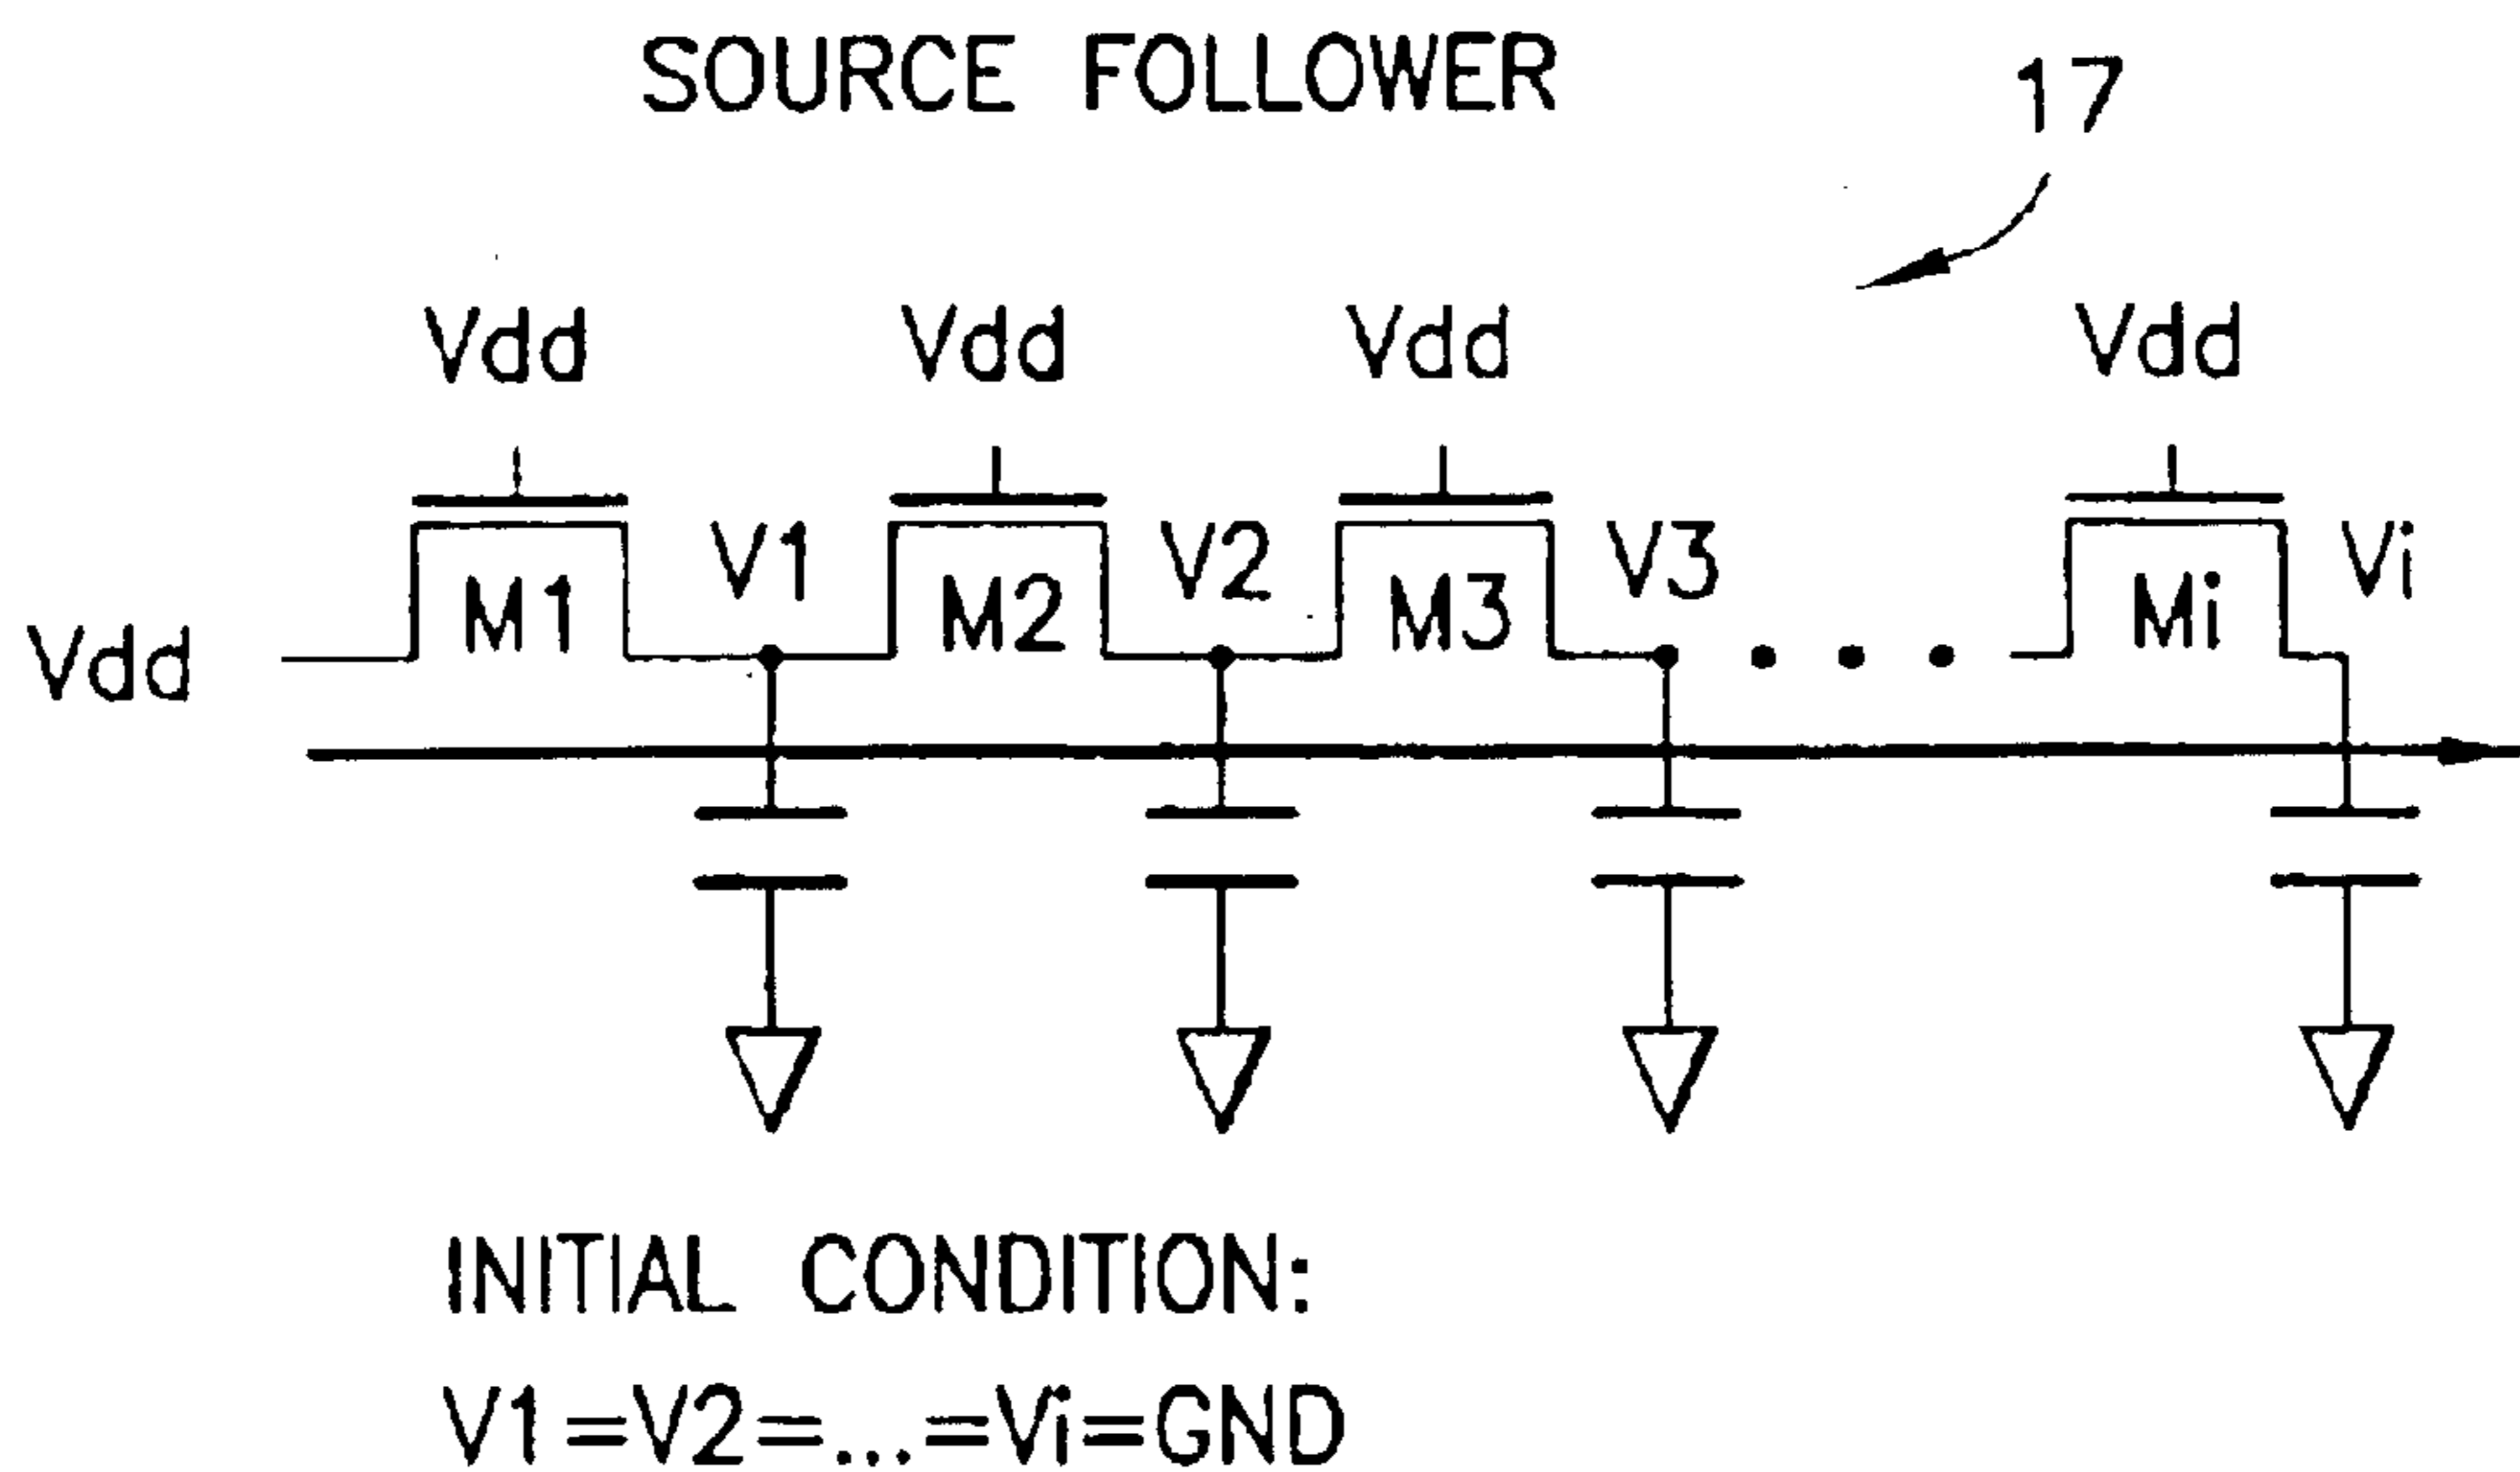 SOURCE FOLLOWER
17
Vdd Vdd Vdd Vdd
V1 V2 V3 Vi
M1 M2 M3 Mi
Vdd
INITIAL CONDITION:
V1=V2=...=Vi=GND